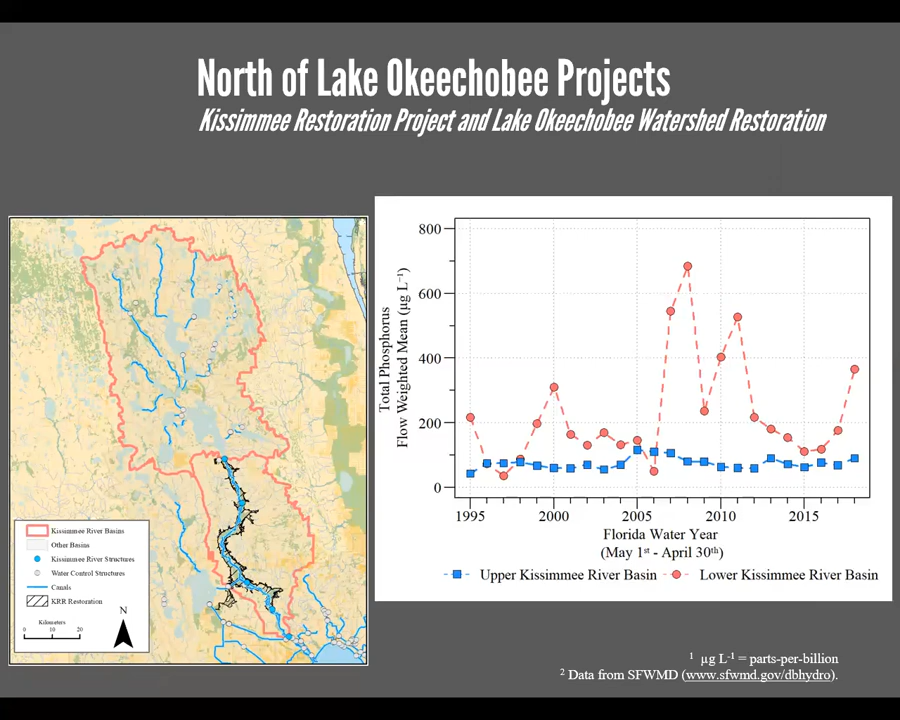 North of Lake Okeechobee Projects
Kissimmee Restoration Project and Lake Okeechobee Watershed Restoration
Kissimmee River Basins
Other Basins
Kissimmee River Structures
Water Control Structures
Canals
KRR Restoration
Kilometers
0 10 20
N
Total Phosphorus
Flow Weighted Mean (µg L⁻¹)
800
600
400
200
0
1995 2000 2005 2010 2015
Florida Water Year
(May 1st - April 30th)
Upper Kissimmee River Basin Lower Kissimmee River Basin
1 µg L-1 = parts-per-billion
2 Data from SFWMD (www.sfwmd.gov/dbhydro).